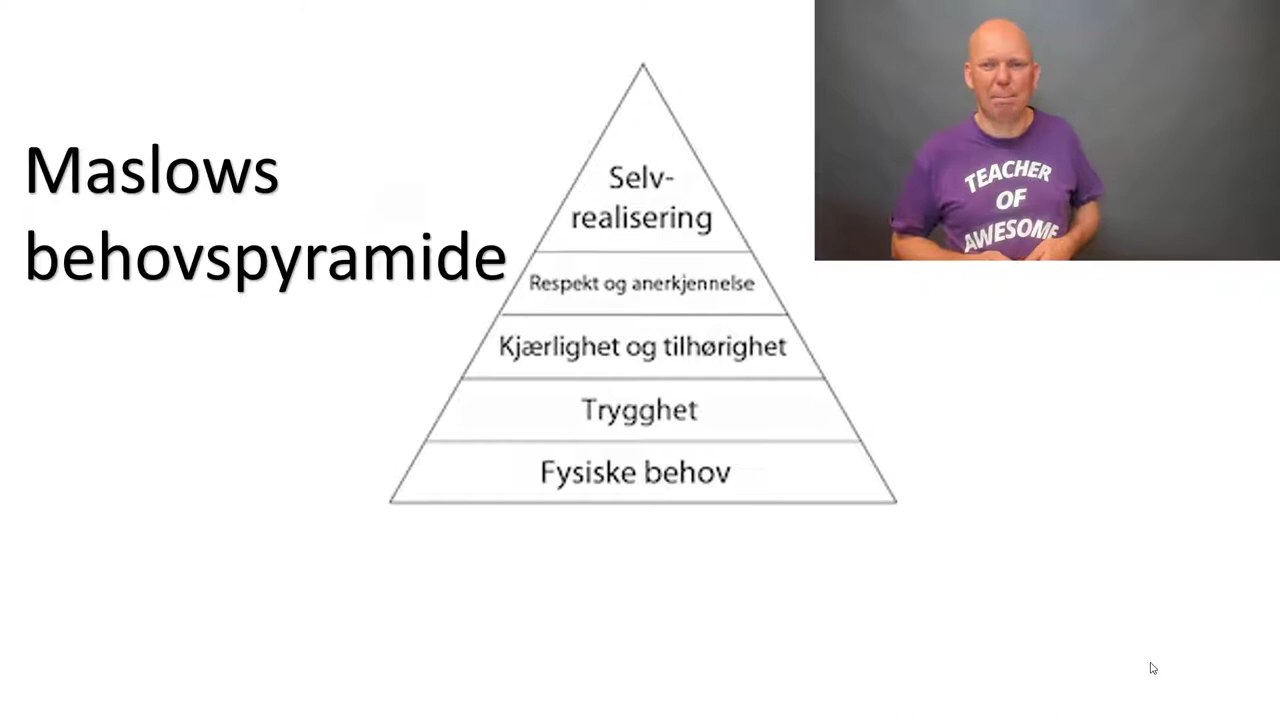 Maslows
behovspyramide
Selv-
realisering
Respekt og anerkjennelse
Kjærlighet og tilhørighet
Trygghet
Fysiske behov
TEACHER
OF
AWESOME